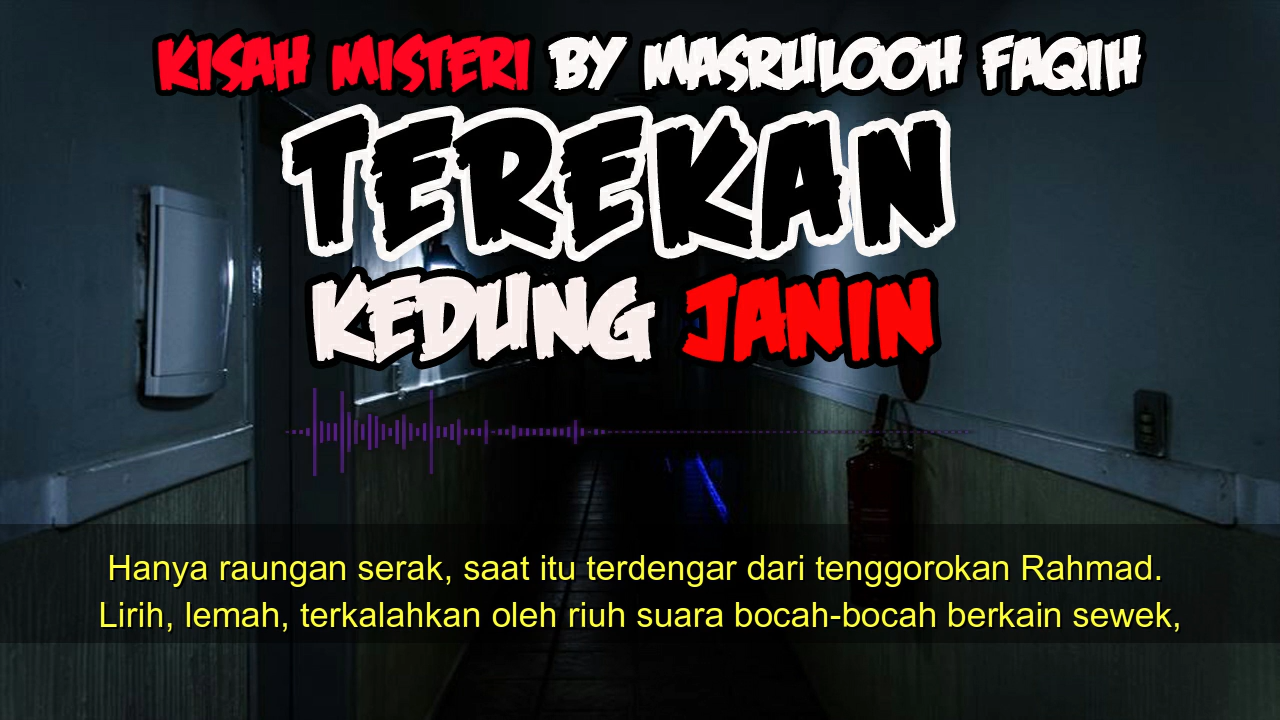 KISAH MISTERI BY MASRULOOH FAQIH
TEREKAN
KEDUNG JANIN
Hanya raungan serak, saat itu terdengar dari tenggorokan Rahmad.
Lirih, lemah, terkalahkan oleh riuh suara bocah-bocah berkain sewek,